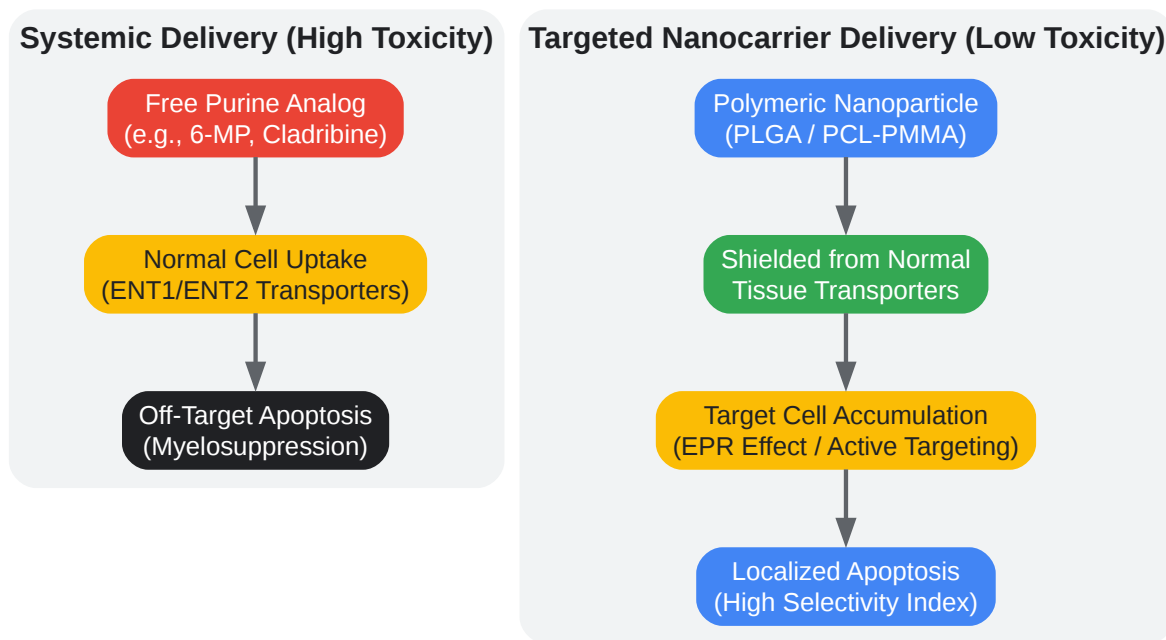 Systemic Delivery (High Toxicity)
Free Purine Analog
(e.g., 6-MP, Cladribine)
Normal Cell Uptake
(ENT1/ENT2 Transporters)
Off-Target Apoptosis
(Myelosuppression)
Targeted Nanocarrier Delivery (Low Toxicity)
Polymeric Nanoparticle
(PLGA / PCL-PMMA)
Shielded from Normal
Tissue Transporters
Target Cell Accumulation
(EPR Effect / Active Targeting)
Localized Apoptosis
(High Selectivity Index)